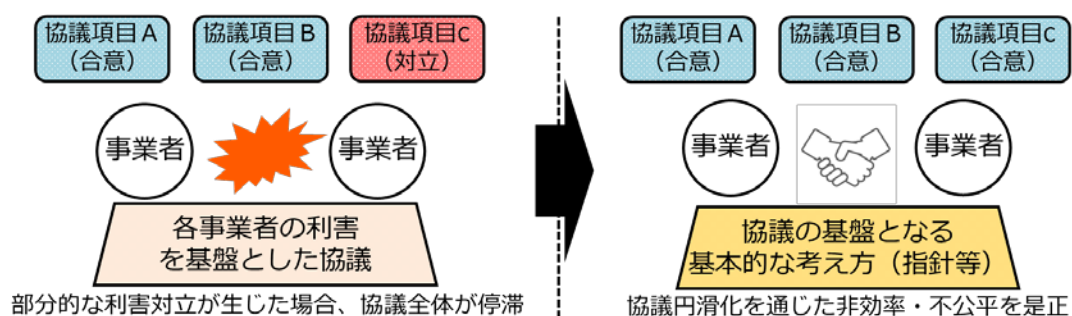 協議項目A
（合意）
協議項目B
（合意）
協議項目C
（対立）
事業者
事業者
各事業者の利害
を基盤とした協議
部分的な利害対立が生じた場合、協議全体が停滞
協議項目A
（合意）
協議項目B
（合意）
協議項目C
（合意）
事業者
事業者
協議の基盤となる
基本的な考え方（指針等）
協議円滑化を通じた非効率・不公平を是正